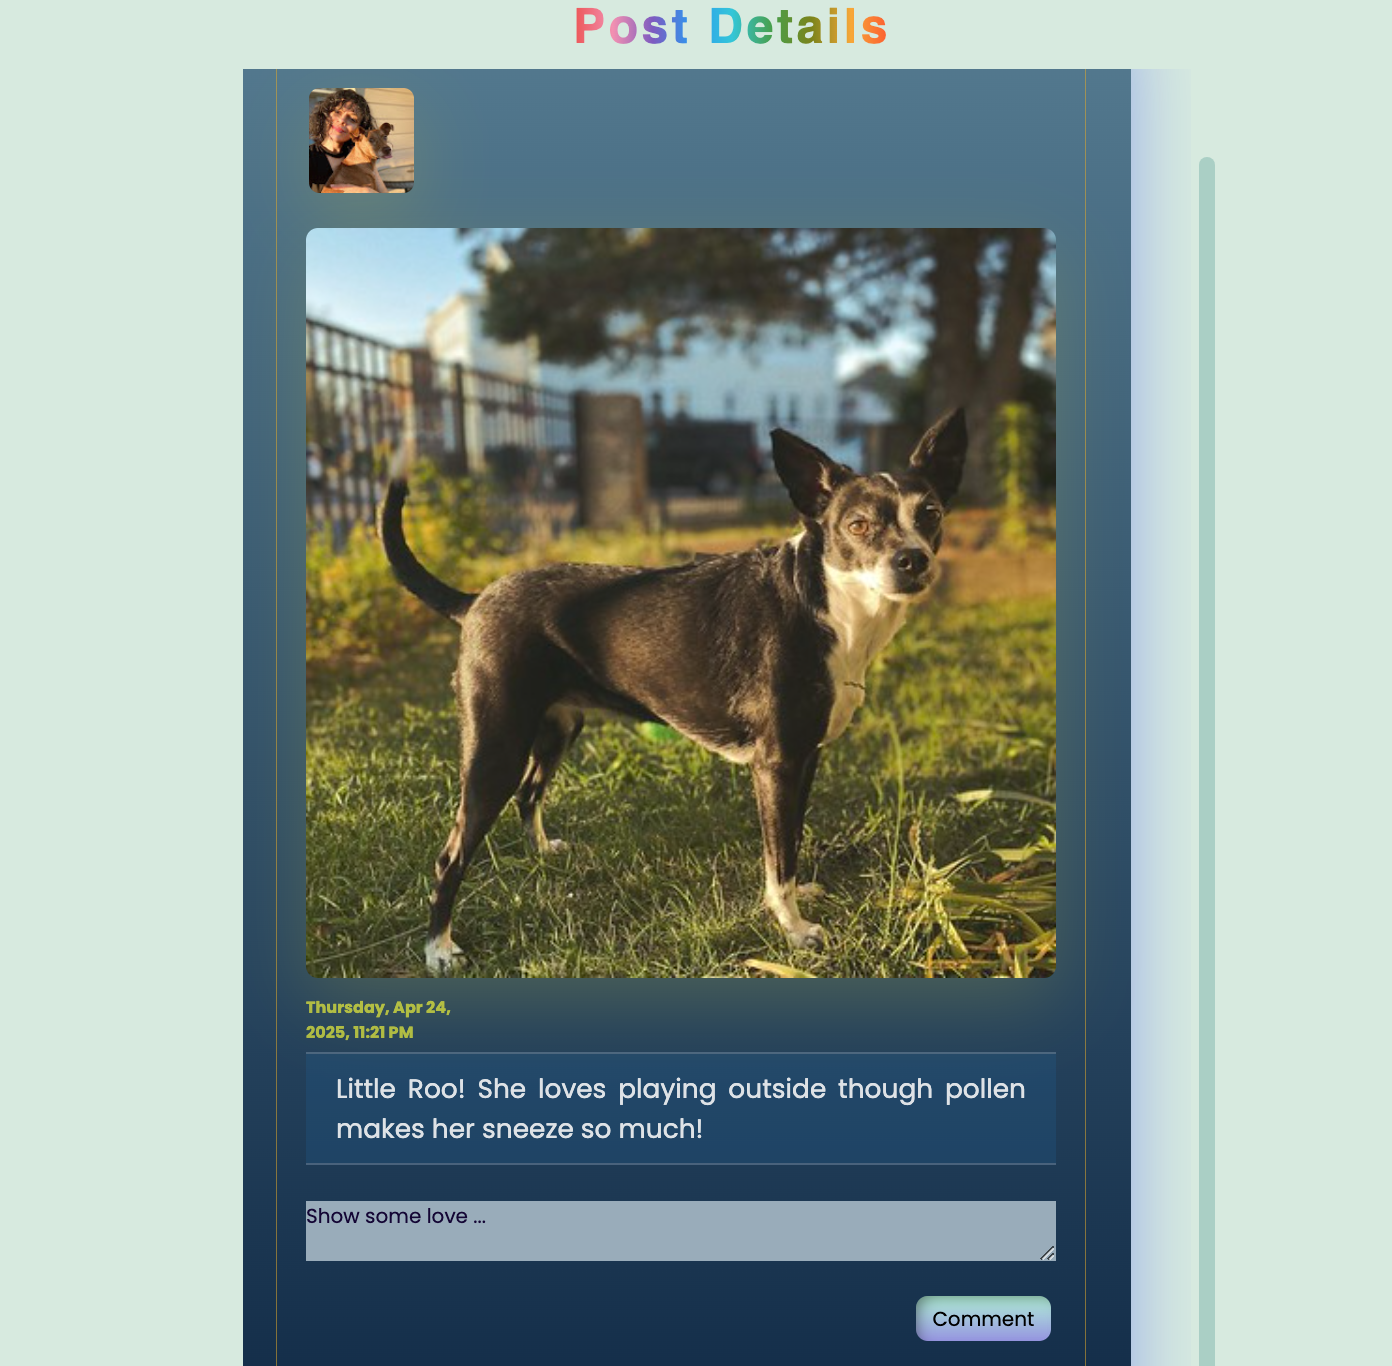 Post Details
Thursday, Apr 24,
2025, 11:21 PM
Little Roo! She loves playing outside though pollen
makes her sneeze so much!
Show some love ...
Comment